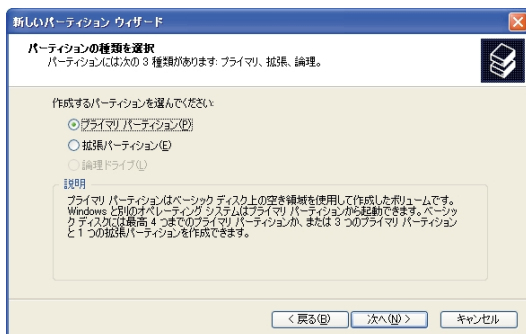 新しいパーティション ウィザード
パーティションの種類を選択
パーティションには次の 3 種類があります: プライマリ、拡張、論理。
作成するパーティションを選んでください:
プライマリ パーティション(P)
拡張パーティション(E)
論理ドライブ(L)
説明
プライマリ パーティションはベーシック ディスク上の空き領域を使用して作成したボリュームです。
Windows と別のオペレーティング システムはプライマリ パーティションから起動できます。ベーシッ
ク ディスクには最高 4 つまでのプライマリ パーティションか、または 3 つのプライマリ パーティション
と 1 つの拡張パーティションを作成できます。
< 戻る(B)
次へ(N) >
キャンセル